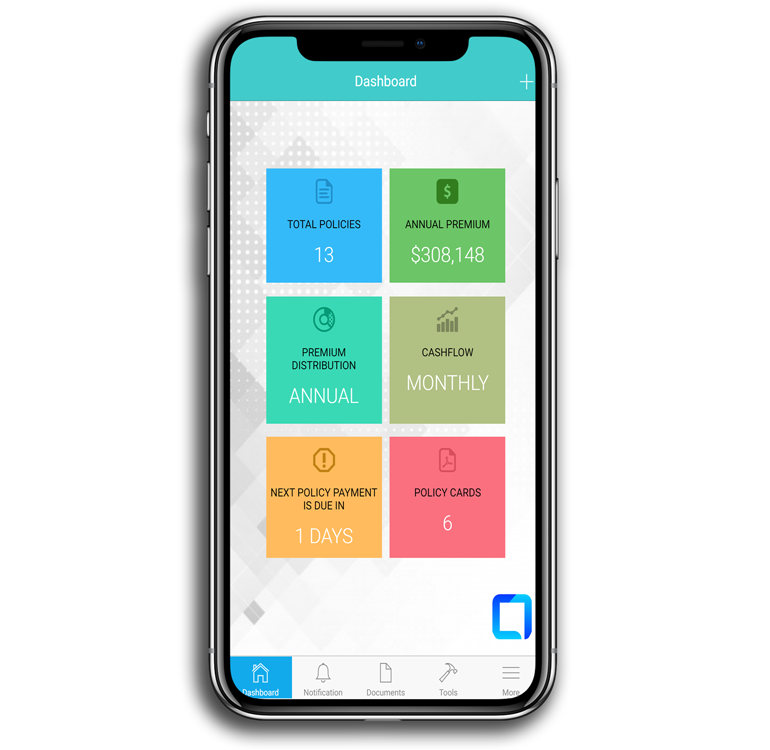 Dashboard
TOTAL POLICIES
13
ANNUAL PREMIUM
$308,148
PREMIUM
DISTRIBUTION
ANNUAL
CASHFLOW
MONTHLY
NEXT POLICY PAYMENT
IS DUE IN
1 DAYS
POLICY CARDS
6
Dashboard
Notification
Documents
Tools
More